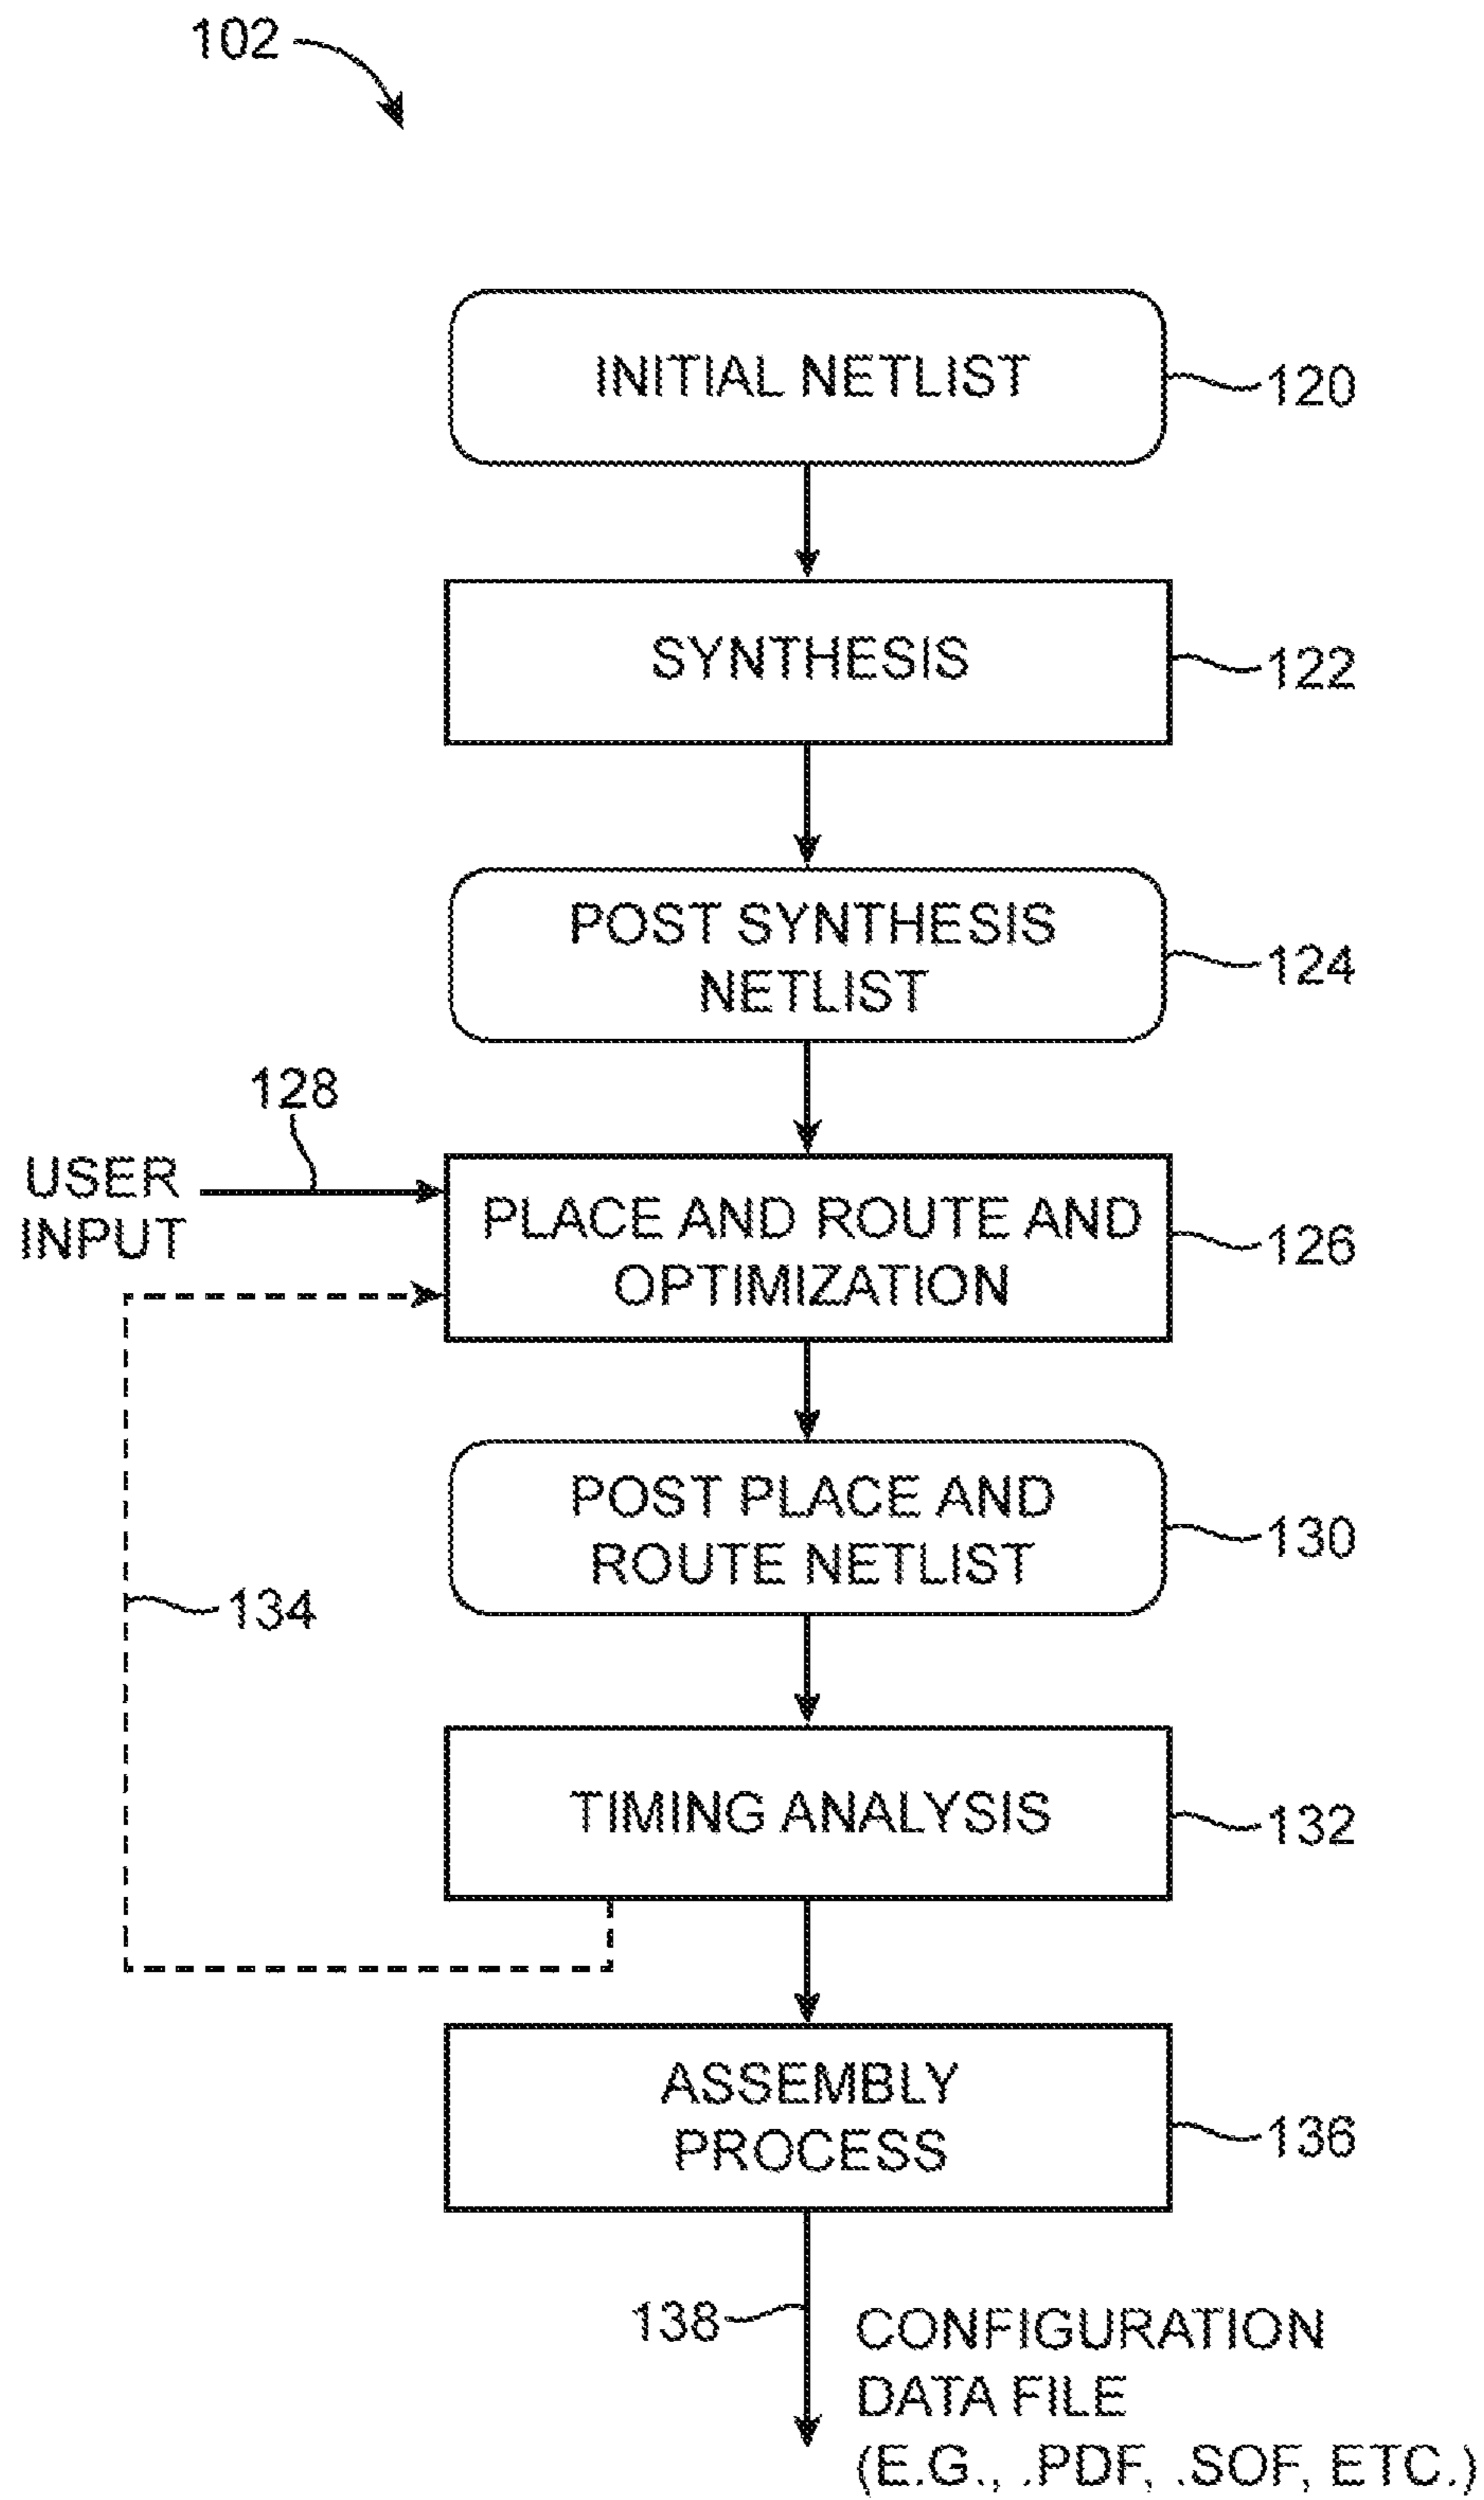 102
INITIAL NETLIST
120
SYNTHESIS
122
POST SYNTHESIS
NETLIST
124
128
USER
INPUT
PLACE AND ROUTE AND
OPTIMIZATION
126
POST PLACE AND
ROUTE NETLIST
130
134
TIMING ANALYSIS
132
ASSEMBLY
PROCESS
136
138
CONFIGURATION
DATA FILE
(E.G., .PDF, .SOF, ETC.)